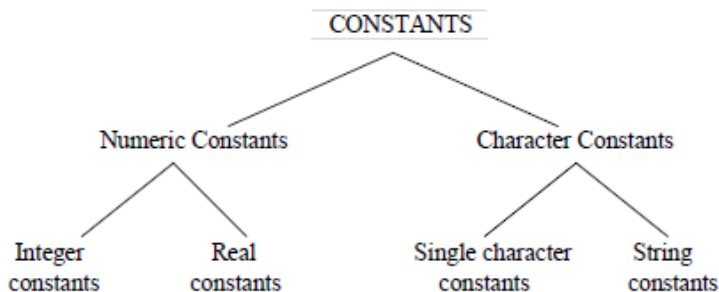 CONSTANTS
Numeric Constants
Character Constants
Integer
constants
Real
constants
Single character
constants
String
constants